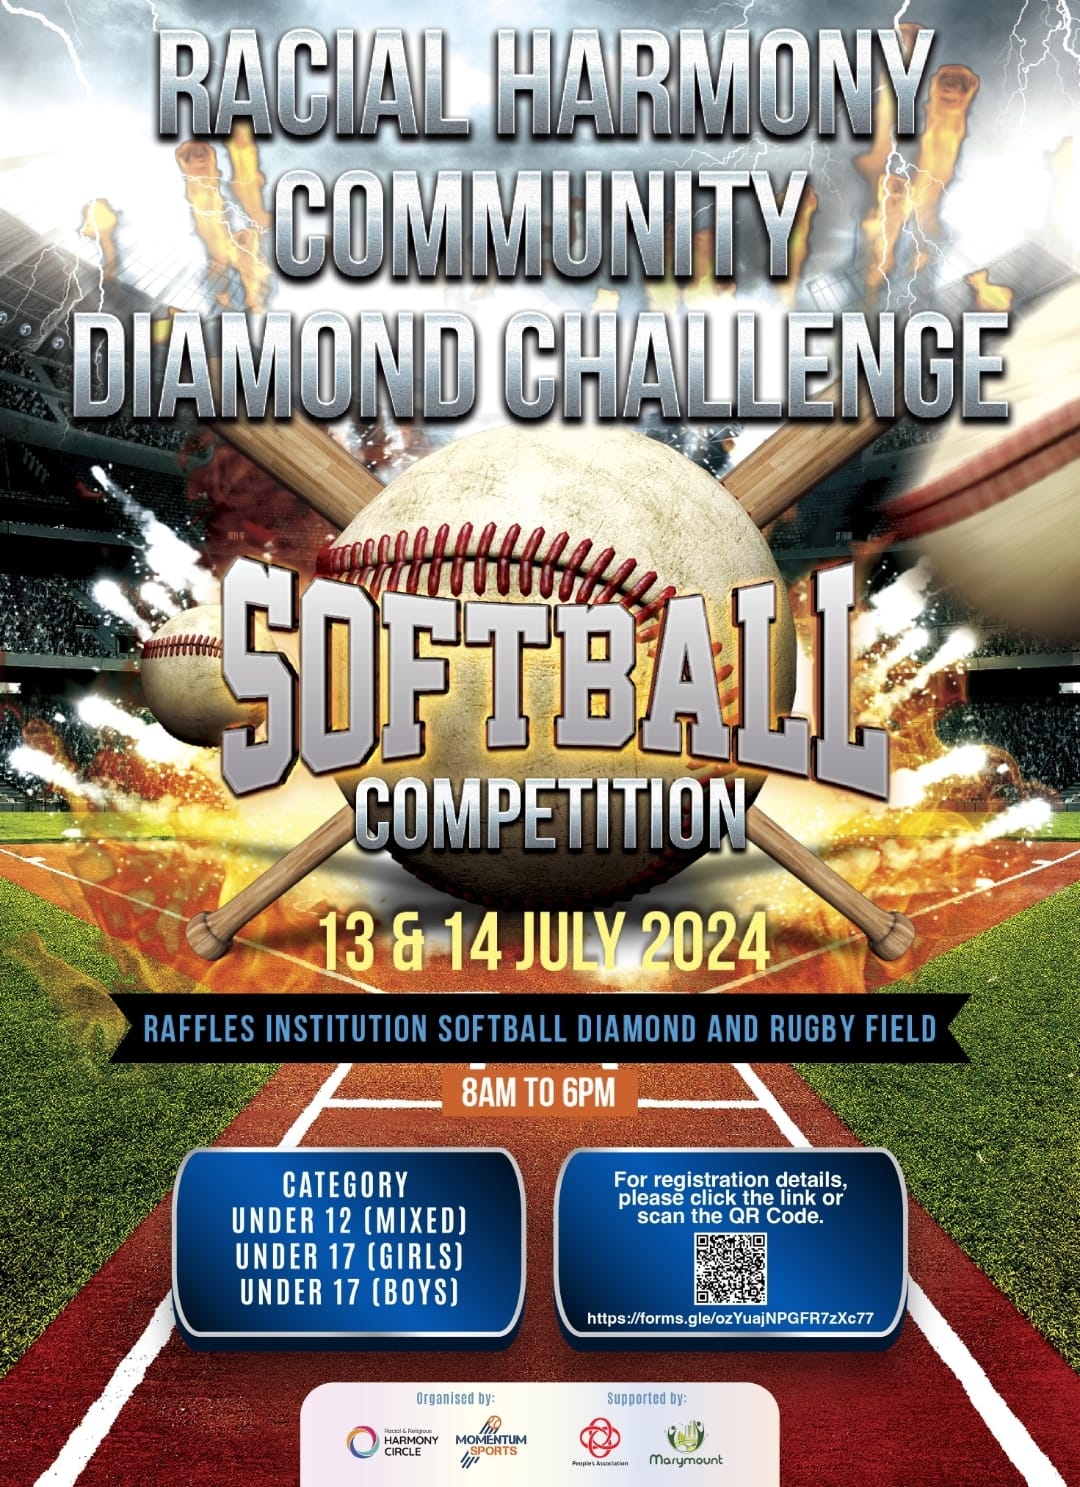 RACIAL HARMONY
COMMUNITY
DIAMOND CHALLENGE
SOFTBALL
COMPETITION
13 & 14 JULY 2024
RAFFLES INSTITUTION SOFTBALL DIAMOND AND RUGBY FIELD
8AM TO 6PM
CATEGORY
UNDER 12 (MIXED)
UNDER 17 (GIRLS)
UNDER 17 (BOYS)
For registration details,
please click the link or
scan the QR Code.
https://forms.gle/ozYuajNPGFR7zXc77
Organised by:
Racial & Religious
HARMONY
CIRCLE
MOMENTUM
SPORTS
Supported by:
People's Association
Marymount